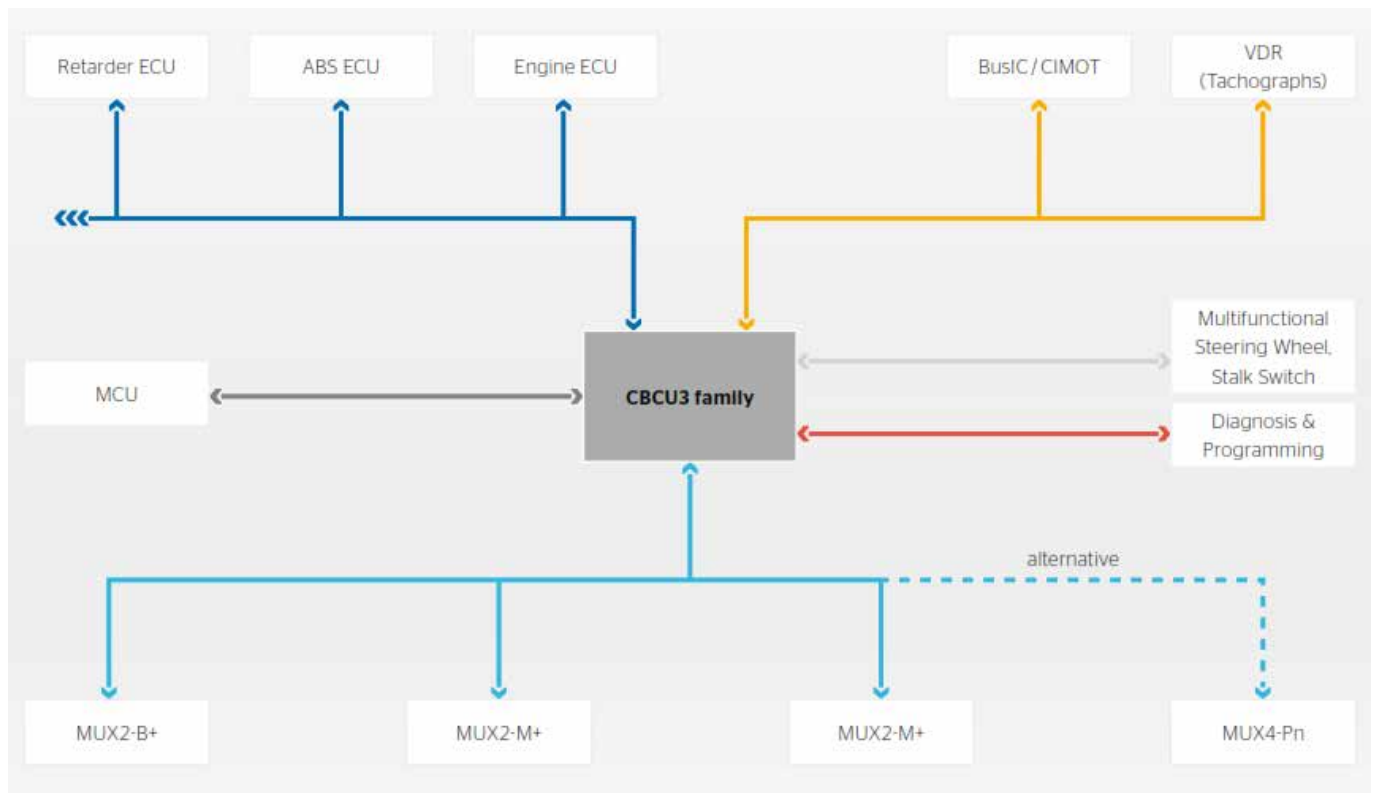 Retarder ECU
ABS ECU
Engine ECU
BusIC / CIMOT
VDR
(Tachographs)
Multifunctional
Steering Wheel,
Stalk Switch
MCU
CBCU3 family
Diagnosis &
Programming
alternative
MUX2-B+
MUX2-M+
MUX2-M+
MUX4-Pn